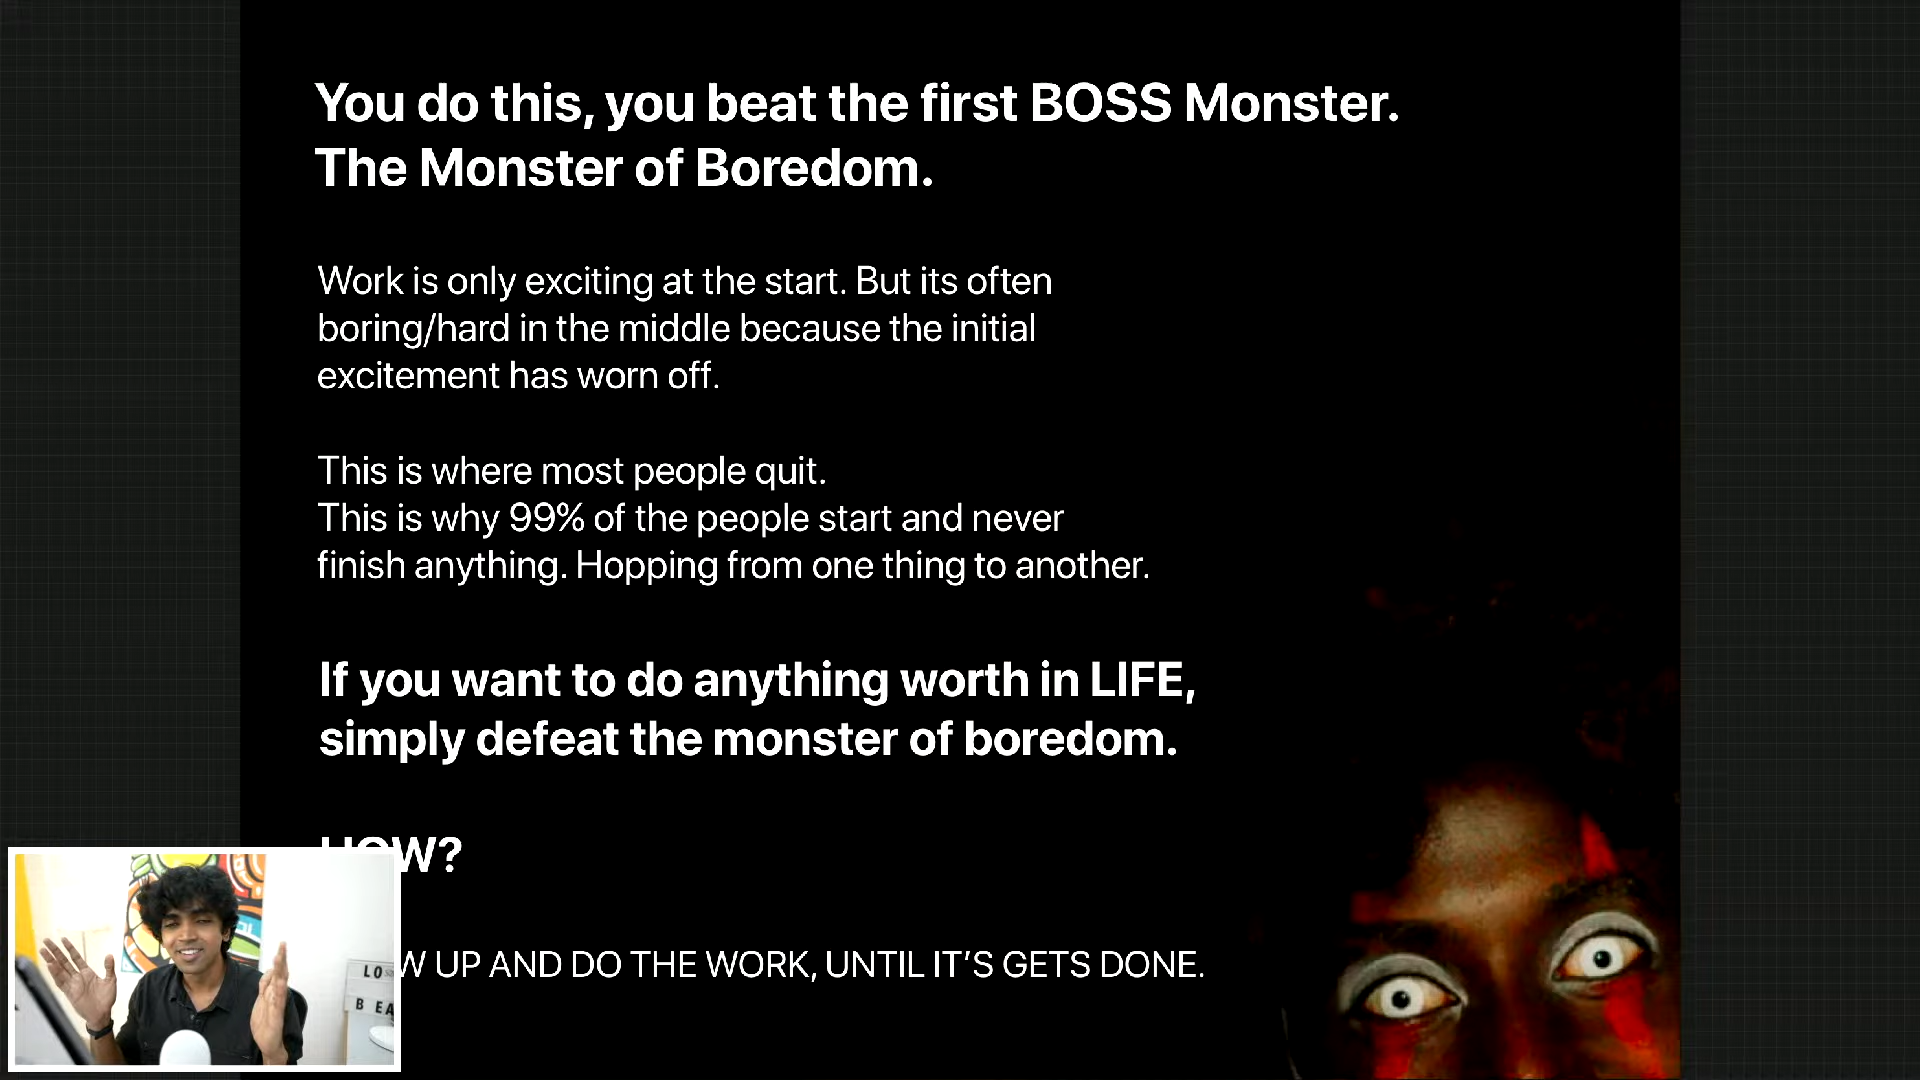 You do this, you beat the first BOSS Monster.
The Monster of Boredom.
Work is only exciting at the start. But its often
boring/hard in the middle because the initial
excitement has worn off.
This is where most people quit.
This is why 99% of the people start and never
finish anything. Hopping from one thing to another.
If you want to do anything worth in LIFE,
simply defeat the monster of boredom.
HOW?
W UP AND DO THE WORK, UNTIL IT’S GETS DONE.
LO
B EA